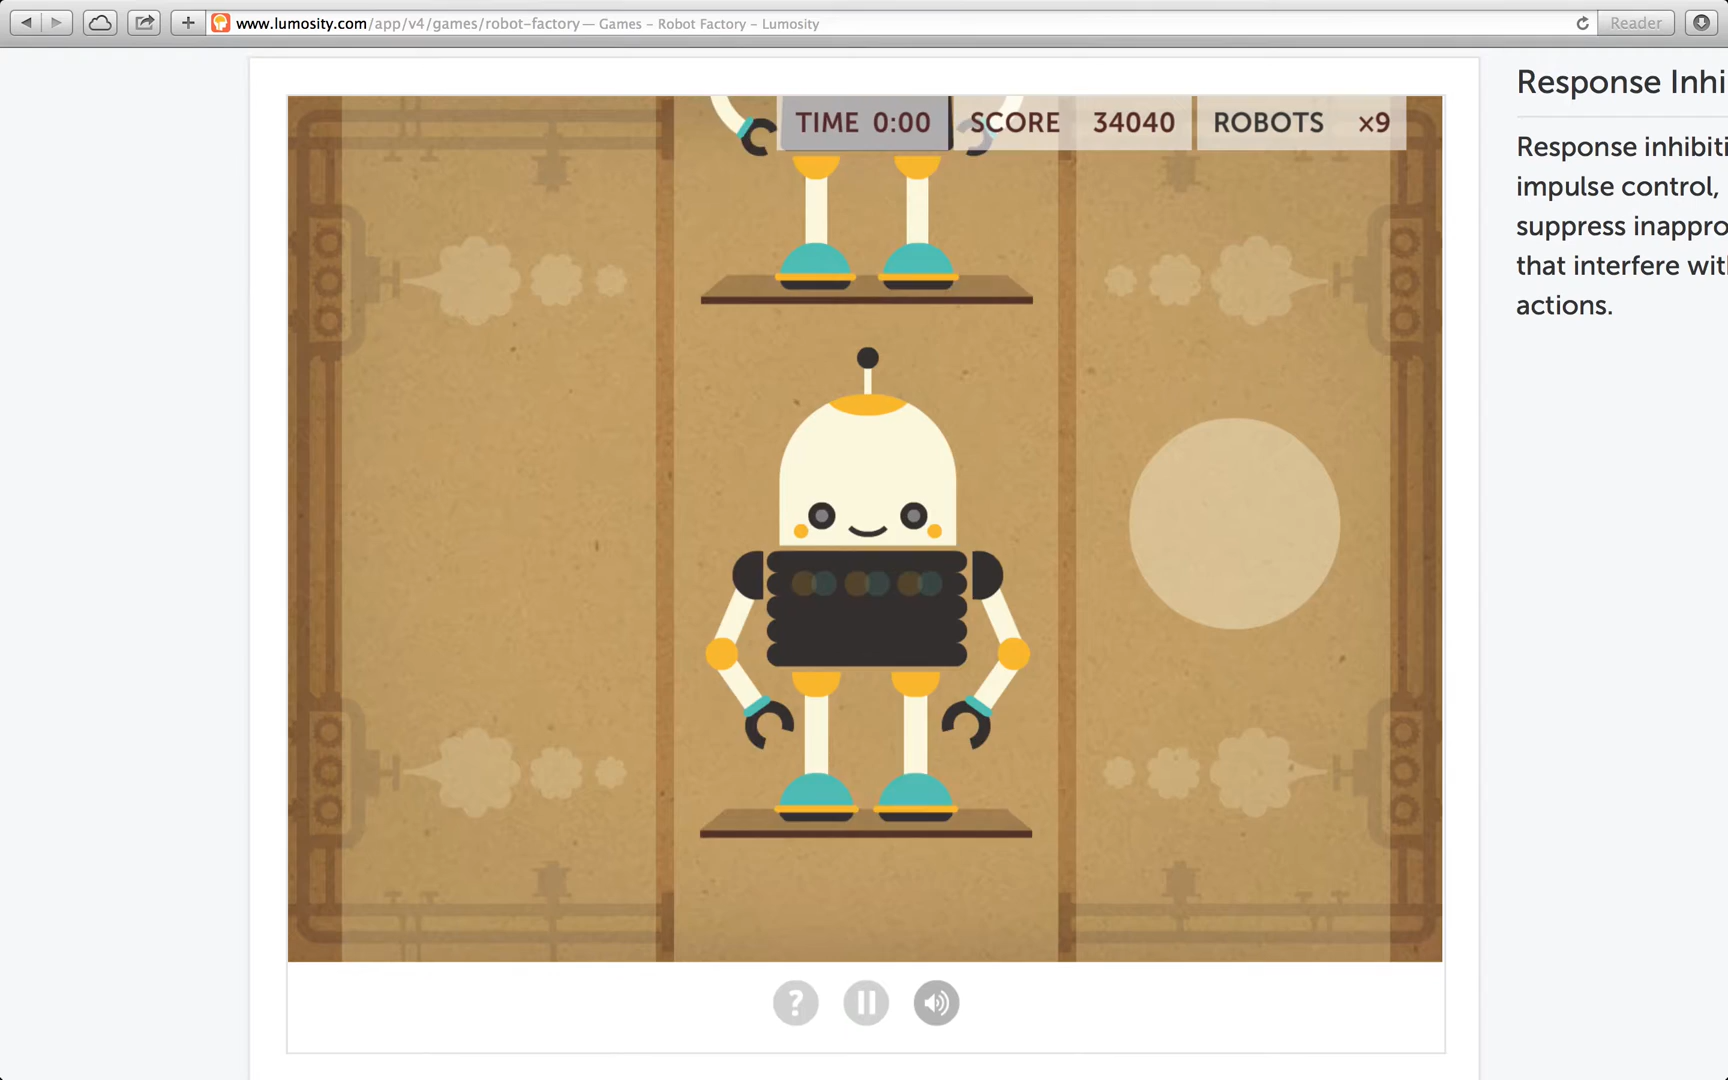 www.lumosity.com/app/v4/games/robot-factory — Games – Robot Factory – Lumosity
Reader
Response Inhi
TIME 0:00 SCORE 34040 ROBOTS ×9
Response inhibiti
impulse control,
suppress inappro
that interfere wit
actions.
?